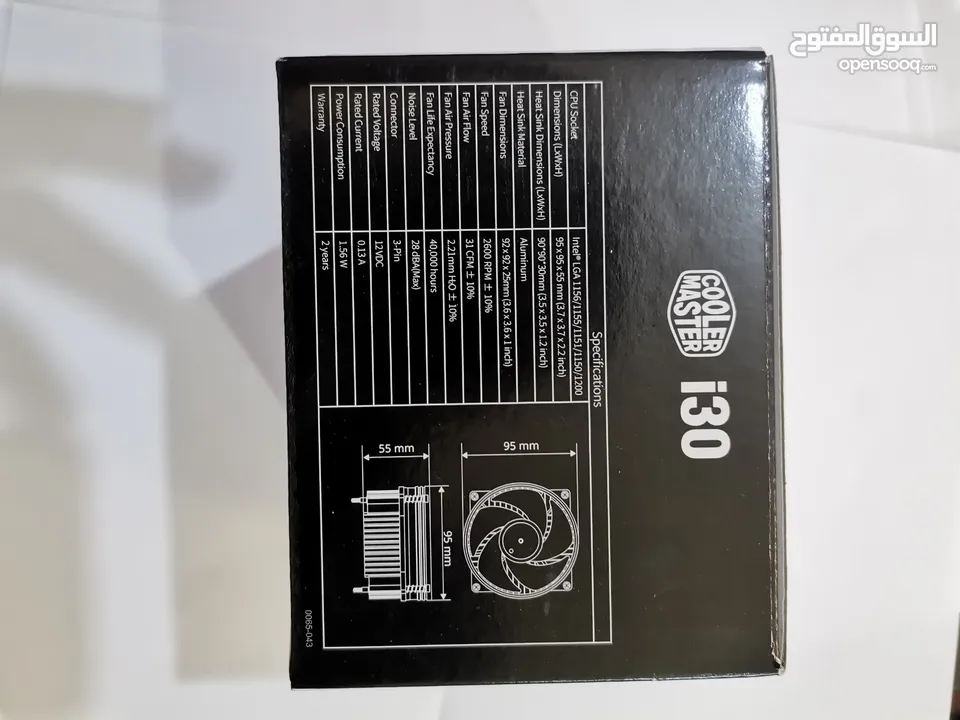 السوق المفتوح
opensooq.com
COOLER
MASTER
i30
Specifications
CPU Socket Intel® LGA 1156/1155/1151/1150/1200
Dimensions (LxWxH) 95 x 95 x 55 mm (3.7 x 3.7 x 2.2 inch)
Heat Sink Dimensions (LxWxH) 90*90*30mm (3.5 x 3.5 x 1.2 inch)
Heat Sink Material Aluminum
Fan Dimensions 92 x 92 x 25mm (3.6 x 3.6 x 1 inch)
Fan Speed 2600 RPM ± 10%
Fan Air Flow 31 CFM ± 10%
Fan Air Pressure 2.21mm H₂O ± 10%
Fan Life Expectancy 40,000 hours
Noise Level 28 dBA(Max)
Connector 3-Pin
Rated Voltage 12VDC
Rated Current 0.13 A
Power Consumption 1.56 W
Warranty 2 years
95 mm
55 mm
95 mm
0065-043